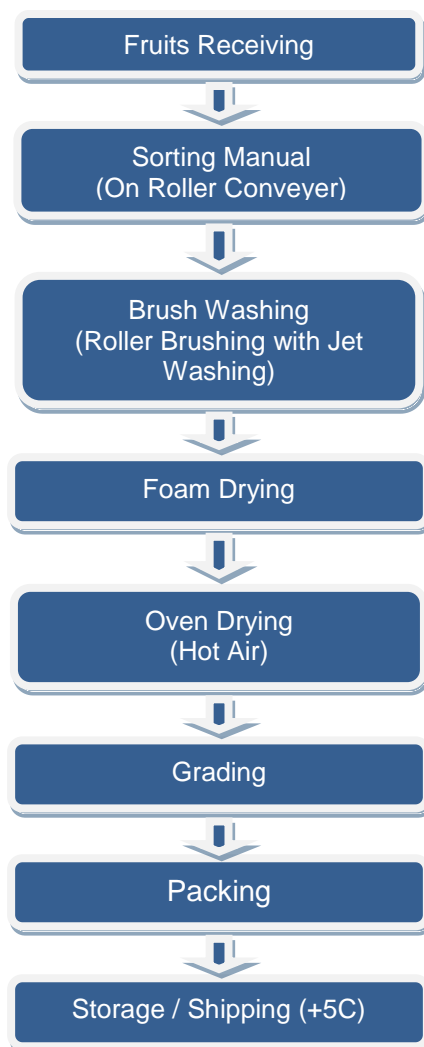 Fruits Receiving
Sorting Manual
(On Roller Conveyer)
Brush Washing
(Roller Brushing with Jet
Washing)
Foam Drying
Oven Drying
(Hot Air)
Grading
Packing
Storage / Shipping (+5C)